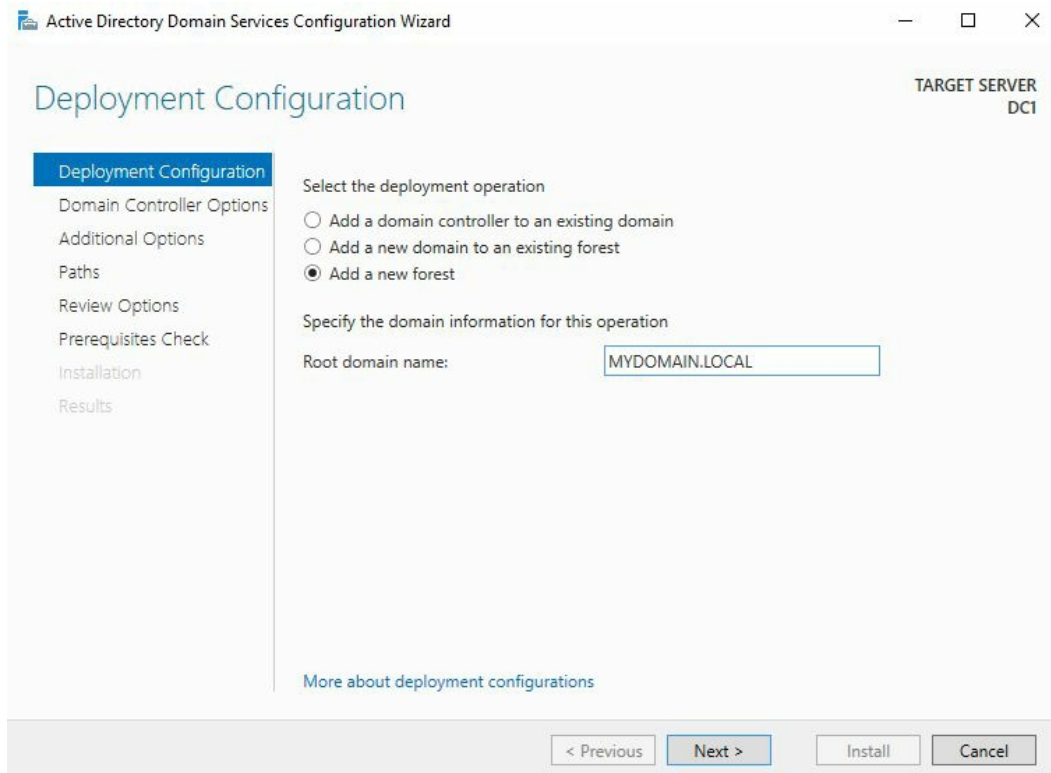 Active Directory Domain Services Configuration Wizard
Deployment Configuration
TARGET SERVER
DC1
Deployment Configuration
Domain Controller Options
Additional Options
Paths
Review Options
Prerequisites Check
Installation
Results
Select the deployment operation
Add a domain controller to an existing domain
Add a new domain to an existing forest
Add a new forest
Specify the domain information for this operation
Root domain name:
MYDOMAIN.LOCAL
More about deployment configurations
< Previous
Next >
Install
Cancel